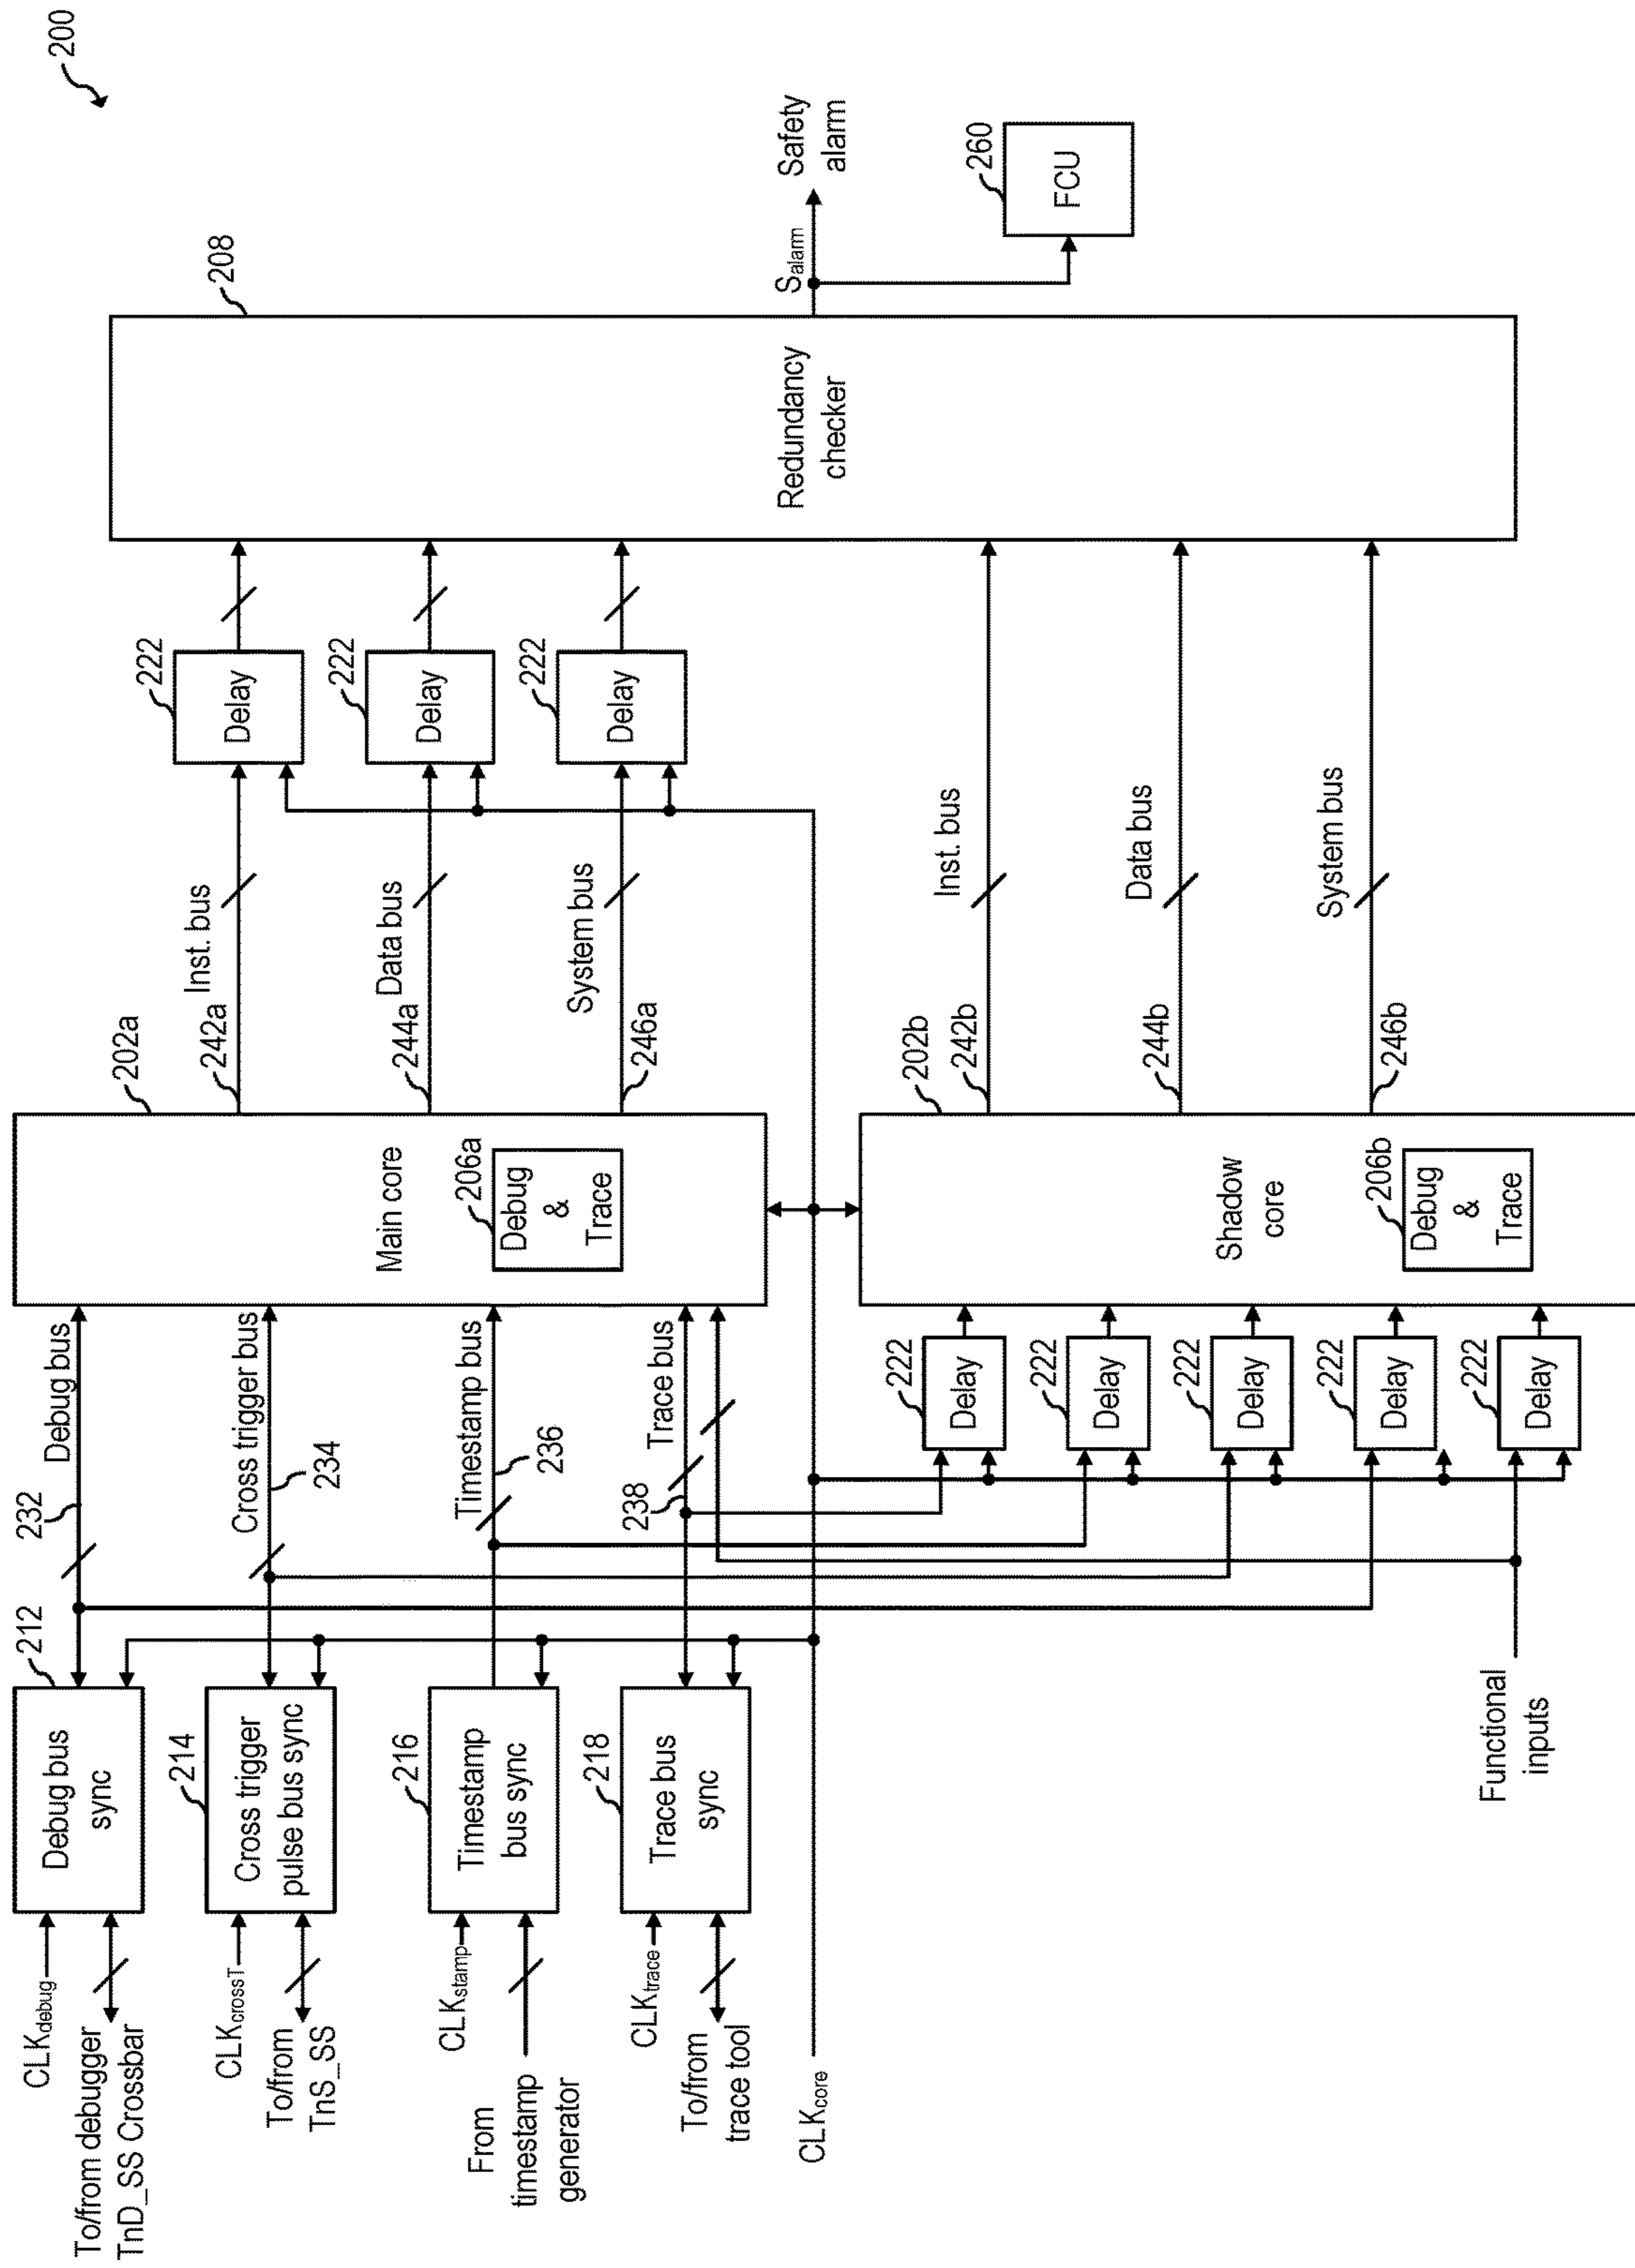 200
CLKdebug
To/from debugger
TnD_SS Crossbar
212
Debug bus
sync
232
Debug bus
CLKcrossT
To/from
TnS_SS
214
Cross trigger
pulse bus sync
234
Cross trigger bus
CLKstamp
From
timestamp
generator
216
Timestamp
bus sync
236
Timestamp bus
CLKtrace
To/from
trace tool
218
Trace bus
sync
238
Trace bus
CLKcore
Functional
inputs
202a
Main core
206a
Debug
&
Trace
242a
Inst. bus
222
Delay
244a
Data bus
222
Delay
246a
System bus
222
Delay
222
Delay
222
Delay
222
Delay
222
Delay
222
Delay
202b
Shadow
core
206b
Debug
&
Trace
242b
Inst. bus
244b
Data bus
246b
System bus
208
Redundancy
checker
Salarm
Safety
alarm
260
FCU